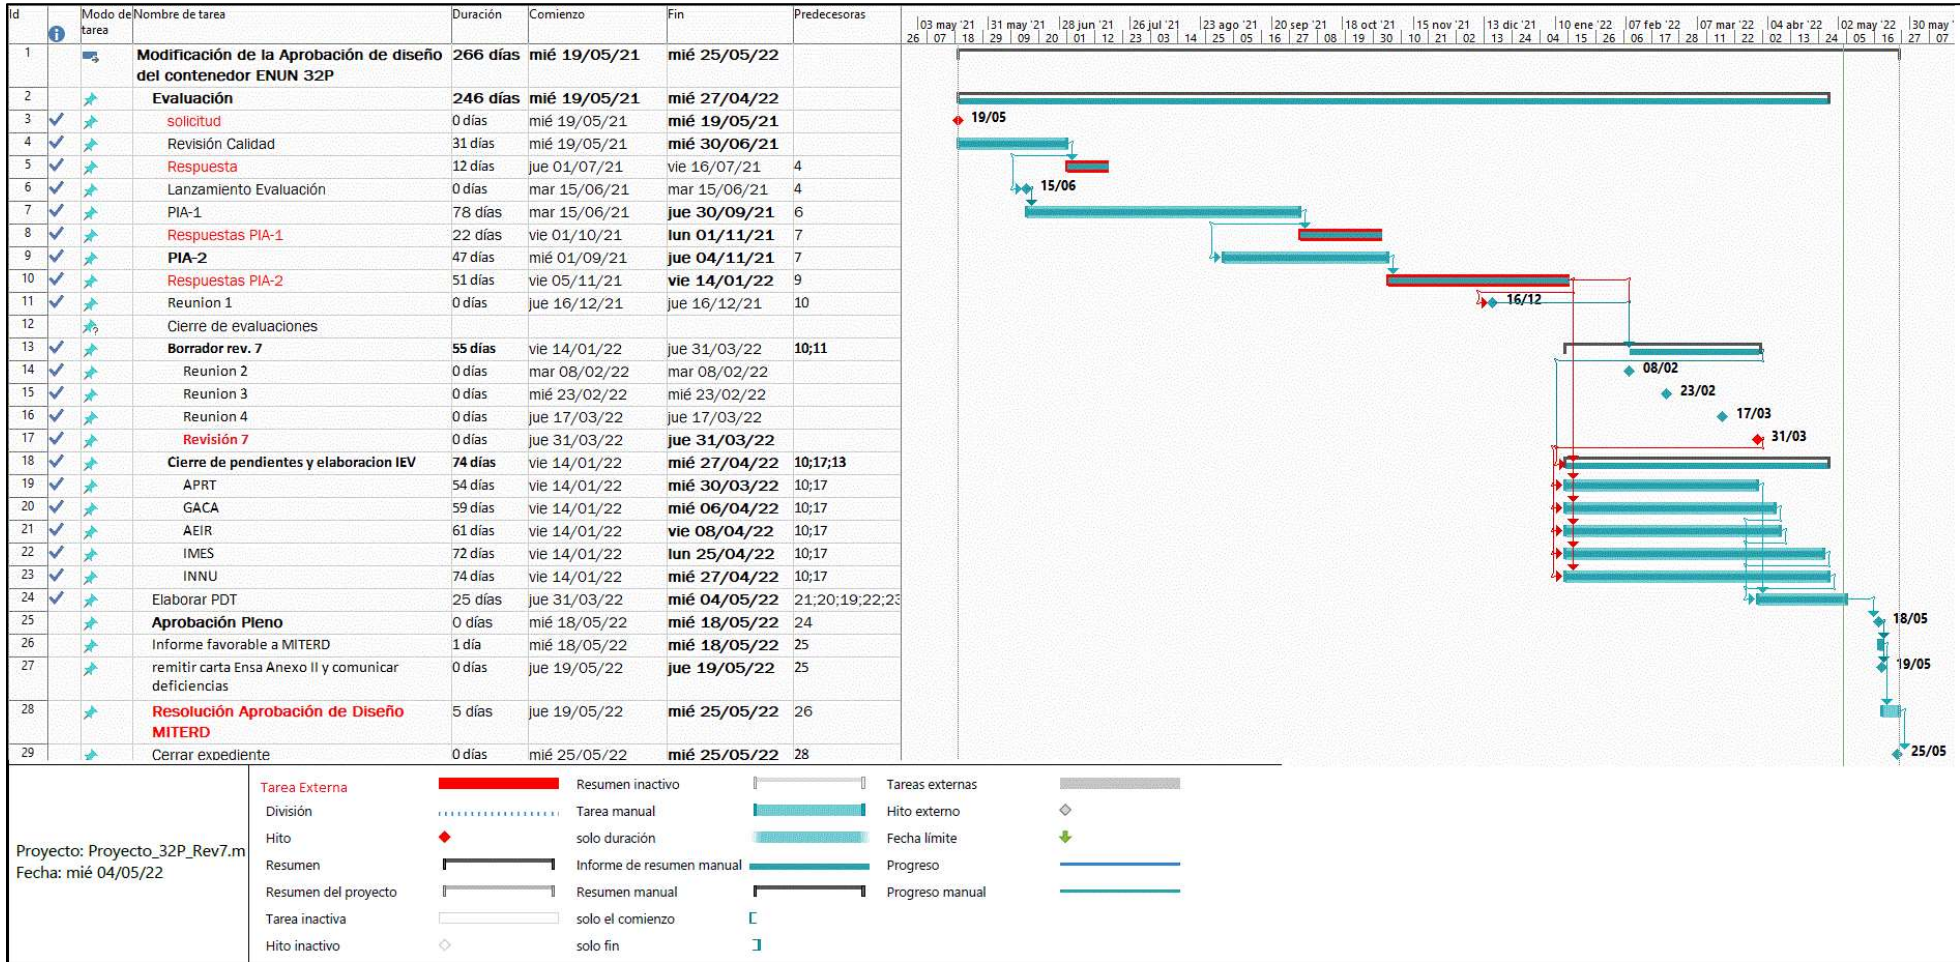 Id Modo de tarea Nombre de tarea Duración Comienzo Fin Predecesoras
03 may '21 31 may '21 28 jun '21 26 jul '21 23 ago '21 20 sep '21 18 oct '21 15 nov '21 13 dic '21 10 ene '22 07 feb '22 07 mar '22 04 abr '22 02 may '22 30 may '
26 07 18 29 09 20 01 12 23 03 14 25 05 16 27 08 19 30 10 21 02 13 24 04 15 26 06 17 28 11 22 02 13 24 05 16 27 07
1 Modificación de la Aprobación de diseño del contenedor ENUN 32P 266 días mié 19/05/21 mié 25/05/22
2 Evaluación 246 días mié 19/05/21 mié 27/04/22
3 solicitud 0 días mié 19/05/21 mié 19/05/21 19/05
4 Revisión Calidad 31 días mié 19/05/21 mié 30/06/21
5 Respuesta 12 días jue 01/07/21 vie 16/07/21 4
6 Lanzamiento Evaluación 0 días mar 15/06/21 mar 15/06/21 4 15/06
7 PIA-1 78 días mar 15/06/21 jue 30/09/21 6
8 Respuestas PIA-1 22 días vie 01/10/21 lun 01/11/21 7
9 PIA-2 47 días mié 01/09/21 jue 04/11/21 7
10 Respuestas PIA-2 51 días vie 05/11/21 vie 14/01/22 9
11 Reunion 1 0 días jue 16/12/21 jue 16/12/21 10 16/12
12 Cierre de evaluaciones
13 Borrador rev. 7 55 días vie 14/01/22 jue 31/03/22 10;11
14 Reunion 2 0 días mar 08/02/22 mar 08/02/22 08/02
15 Reunion 3 0 días mié 23/02/22 mié 23/02/22 23/02
16 Reunion 4 0 días jue 17/03/22 jue 17/03/22 17/03
17 Revisión 7 0 días jue 31/03/22 jue 31/03/22 31/03
18 Cierre de pendientes y elaboracion IEV 74 días vie 14/01/22 mié 27/04/22 10;17;13
19 APRT 54 días vie 14/01/22 mié 30/03/22 10;17
20 GACA 59 días vie 14/01/22 mié 06/04/22 10;17
21 AEIR 61 días vie 14/01/22 vie 08/04/22 10;17
22 IMES 72 días vie 14/01/22 lun 25/04/22 10;17
23 INNU 74 días vie 14/01/22 mié 27/04/22 10;17
24 Elaborar PDT 25 días jue 31/03/22 mié 04/05/22 21;20;19;22;23
25 Aprobación Pleno 0 días mié 18/05/22 mié 18/05/22 24 18/05
26 Informe favorable a MITERD 1 día mié 18/05/22 mié 18/05/22 25
27 remitir carta Ensa Anexo II y comunicar deficiencias 0 días jue 19/05/22 jue 19/05/22 25 19/05
28 Resolución Aprobación de Diseño MITERD 5 días jue 19/05/22 mié 25/05/22 26
29 Cerrar expediente 0 días mié 25/05/22 mié 25/05/22 28 25/05
Proyecto: Proyecto_32P_Rev7.m
Fecha: mié 04/05/22
Tarea Externa Resumen inactivo Tareas externas
División Tarea manual Hito externo
Hito solo duración Fecha límite
Resumen Informe de resumen manual Progreso
Resumen del proyecto Resumen manual Progreso manual
Tarea inactiva solo el comienzo
Hito inactivo solo fin